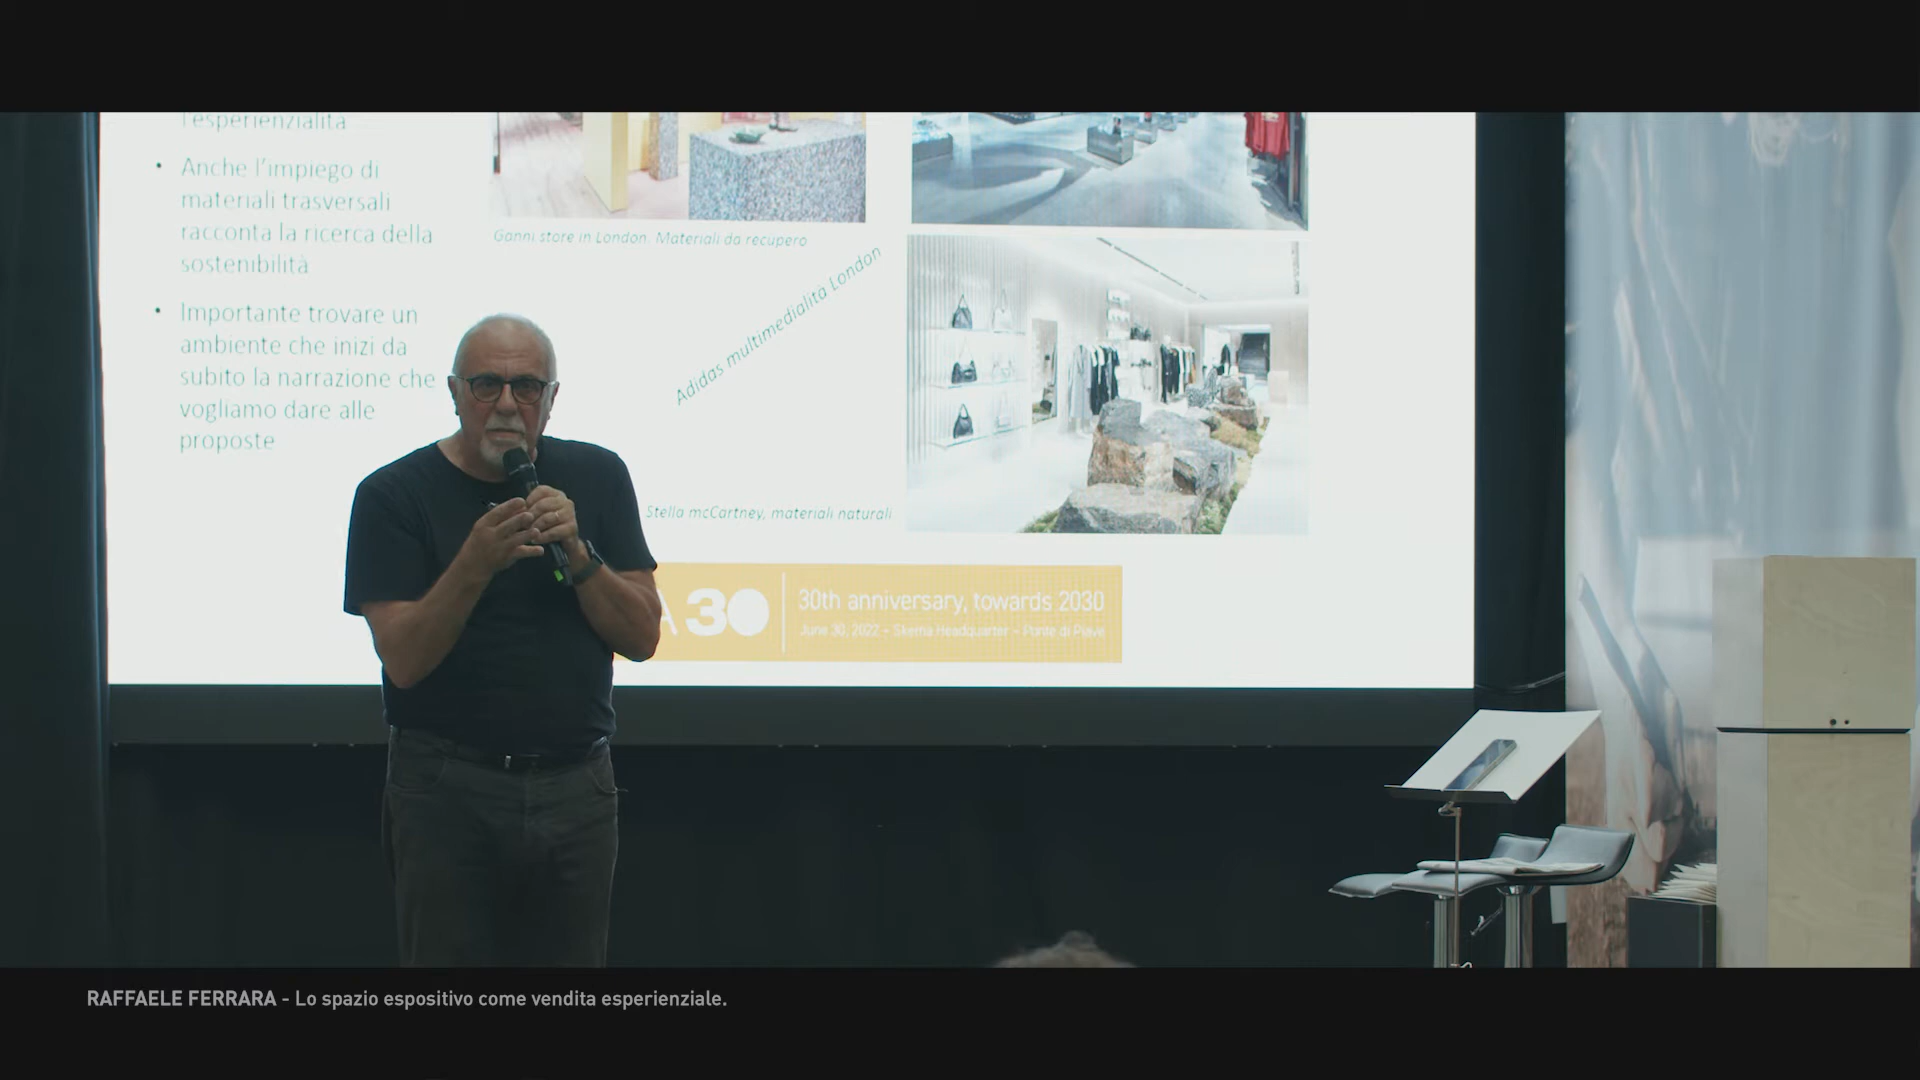 l'esperienzialità
• Anche l'impiego di
materiali trasversali
racconta la ricerca della
sostenibilità
• Importante trovare un
ambiente che inizi da
subito la narrazione che
vogliamo dare alle
proposte
Ganni store in London. Materiali da recupero
Adidas multimedialità London
Stella mcCartney, materiali naturali
A 30
30th anniversary, towards 2030
June 30, 2022 – Skema Headquarter – Ponte di Piave
RAFFAELE FERRARA - Lo spazio espositivo come vendita esperienziale.